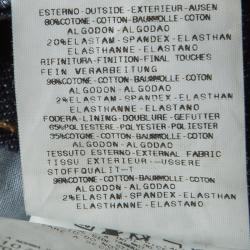 ESTERNO-OUTSIDE-EXTERIEUR-AUSEN
80%COTONE-COTTON-BAUMWOLLE-COTON
ALGODON-ALGODAO
20%ELASTAM-SPANDEX-ELASTHAN
ELASTHANNE-ELASTANO
RIFINITURA-FINITION-FINAL TOUCHES
FEIN VERARBEITUNG
98%COTONE-COTTON-BAUMWOLLE-COTON
ALGODON-ALGODAO
2%ELASTAM-SPANDEX-ELASTHAN
ELASTHANNE-ELASTANO
FODERA-LINING-DOUBLURE-GEFUTTER
65%POLIESTERE-POLYESTER-POLIESTER
35%COTONE-COTTON-BAUMWOLLE-COTON
ALGODON-ALGODAO
TESSUTO ESTERNO-EXTERNAL FABRIC
TISSU EXTERIEUR-USSERE
STOFFQUALIT-T
98%COTONE-COTTON-BAUMWOLLE-COTON
ALGODON-ALGODAO
2%ELASTAM-SPANDEX-ELASTHAN
ELASTHANNE-ELASTANO